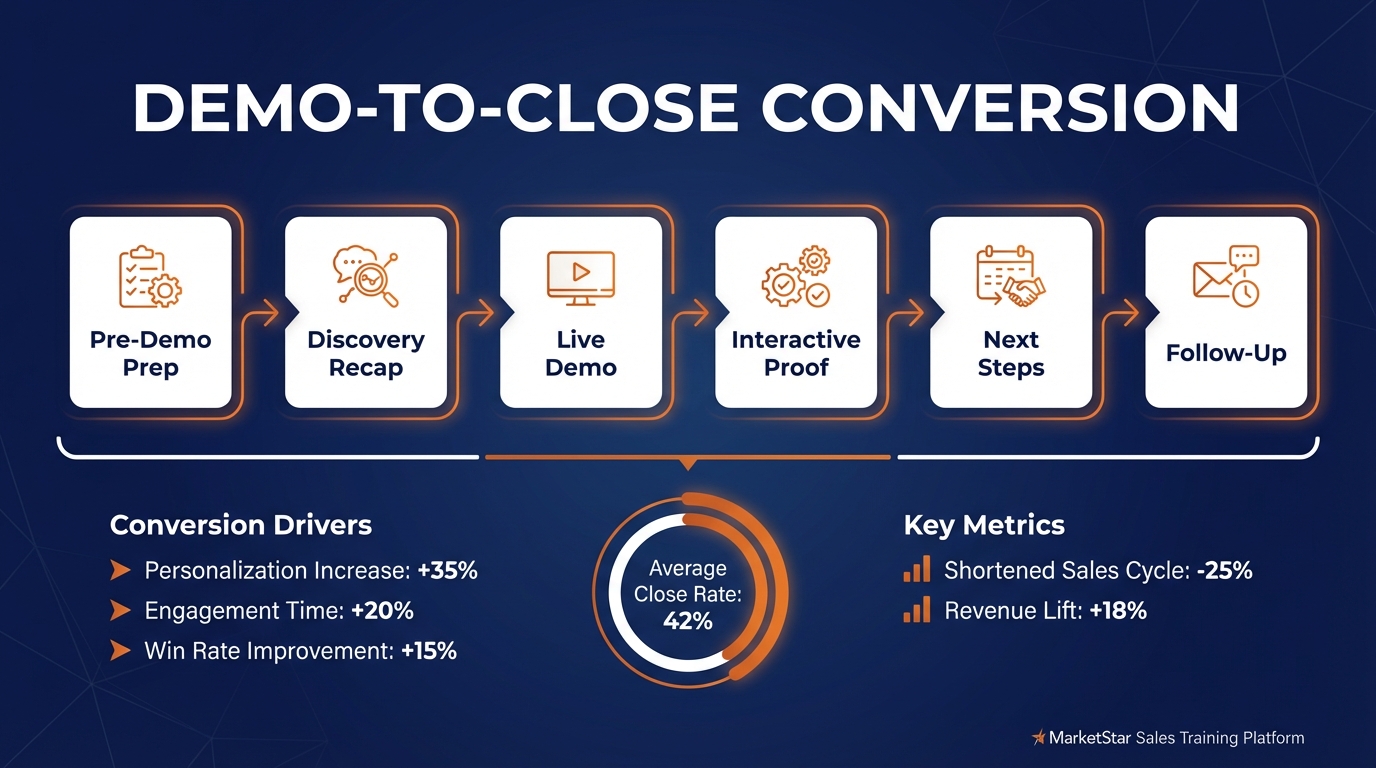 DEMO-TO-CLOSE CONVERSION
Pre-Demo
Prep
Discovery
Recap
Live
Demo
Interactive
Proof
Next
Steps
Follow-Up
Conversion Drivers
Personalization Increase: +35%
Engagement Time: +20%
Win Rate Improvement: +15%
Average
Close Rate:
42%
Key Metrics
Shortened Sales Cycle: -25%
Revenue Lift: +18%
MarketStar Sales Training Platform